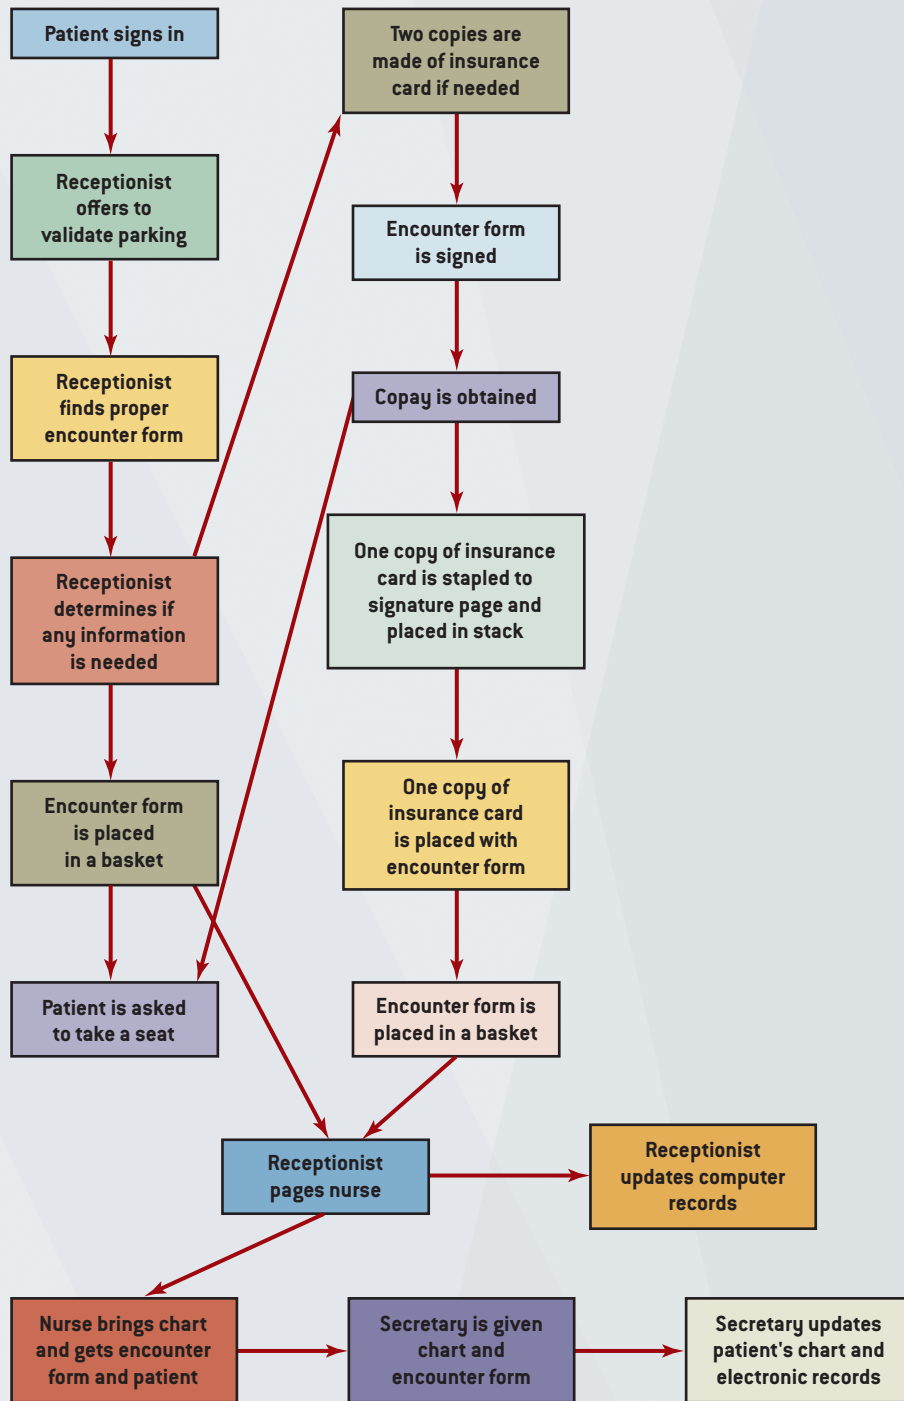 Patient signs in
Receptionist
offers to
validate parking
Receptionist
finds proper
encounter form
Receptionist
determines if
any information
is needed
Encounter form
is placed
in a basket
Patient is asked
to take a seat
Two copies are
made of insurance
card if needed
Encounter form
is signed
Copay is obtained
One copy of insurance
card is stapled to
signature page and
placed in stack
One copy of
insurance card
is placed with
encounter form
Encounter form is
placed in a basket
Receptionist
pages nurse
Receptionist
updates computer
records
Nurse brings chart
and gets encounter
form and patient
Secretary is given
chart and
encounter form
Secretary updates
patient's chart and
electronic records